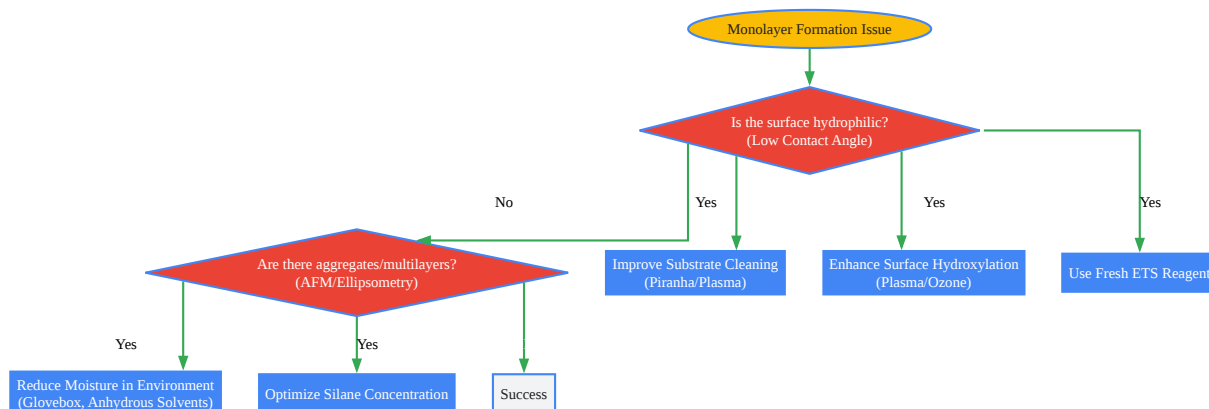 Monolayer Formation Issue
Is the surface hydrophilic?
(Low Contact Angle)
No
Yes
Yes
Yes
Are there aggregates/multilayers?
(AFM/Ellipsometry)
Improve Substrate Cleaning
(Piranha/Plasma)
Enhance Surface Hydroxylation
(Plasma/Ozone)
Use Fresh ETS Reagent
Yes
Yes
Reduce Moisture in Environment
(Glovebox, Anhydrous Solvents)
Optimize Silane Concentration
Success